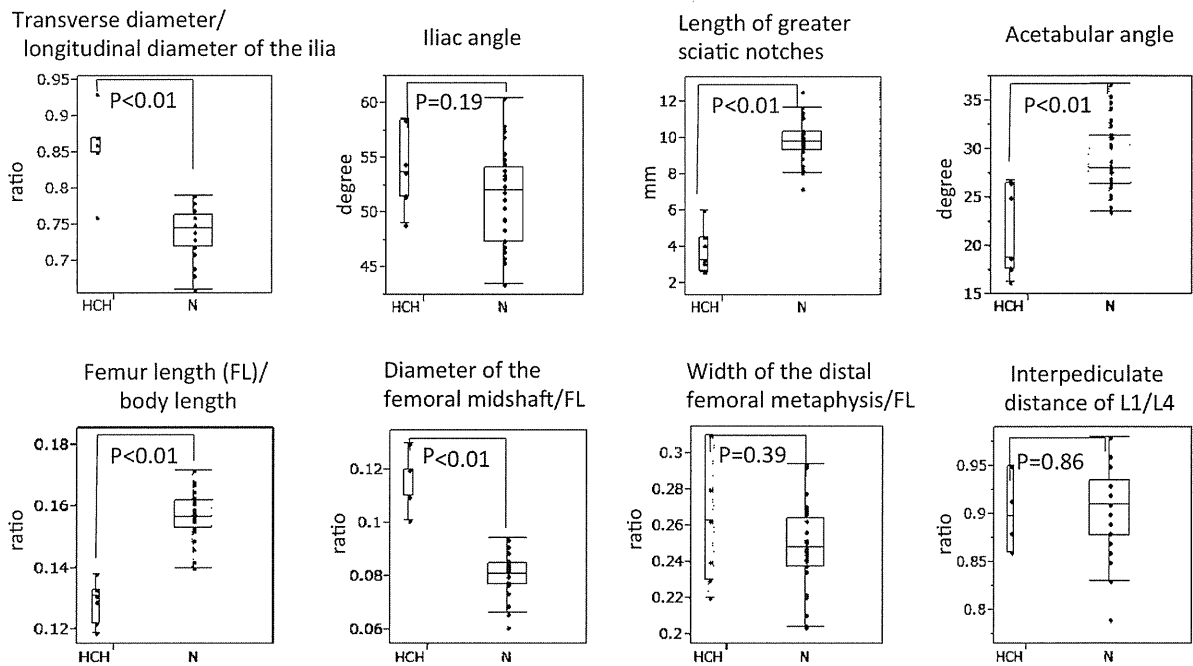 Transverse diameter/
longitudinal diameter of the ilia
0.95
0.9
0.85
0.8
0.75
0.7
ratio
P<0.01
HCH
N
Iliac angle
60
55
50
45
degree
P=0.19
HCH
N
Length of greater
sciatic notches
12
10
8
6
4
2
mm
P<0.01
HCH
N
Acetabular angle
35
30
25
20
15
degree
P<0.01
HCH
N
Femur length (FL)/
body length
0.18
0.16
0.14
0.12
ratio
P<0.01
HCH
N
Diameter of the
femoral midshaft/FL
0.12
0.1
0.08
0.06
ratio
P<0.01
HCH
N
Width of the distal
femoral metaphysis/FL
0.3
0.28
0.26
0.24
0.22
0.2
ratio
P=0.39
HCH
N
Interpediculate
distance of L1/L4
0.95
0.9
0.85
0.8
ratio
P=0.86
HCH
N